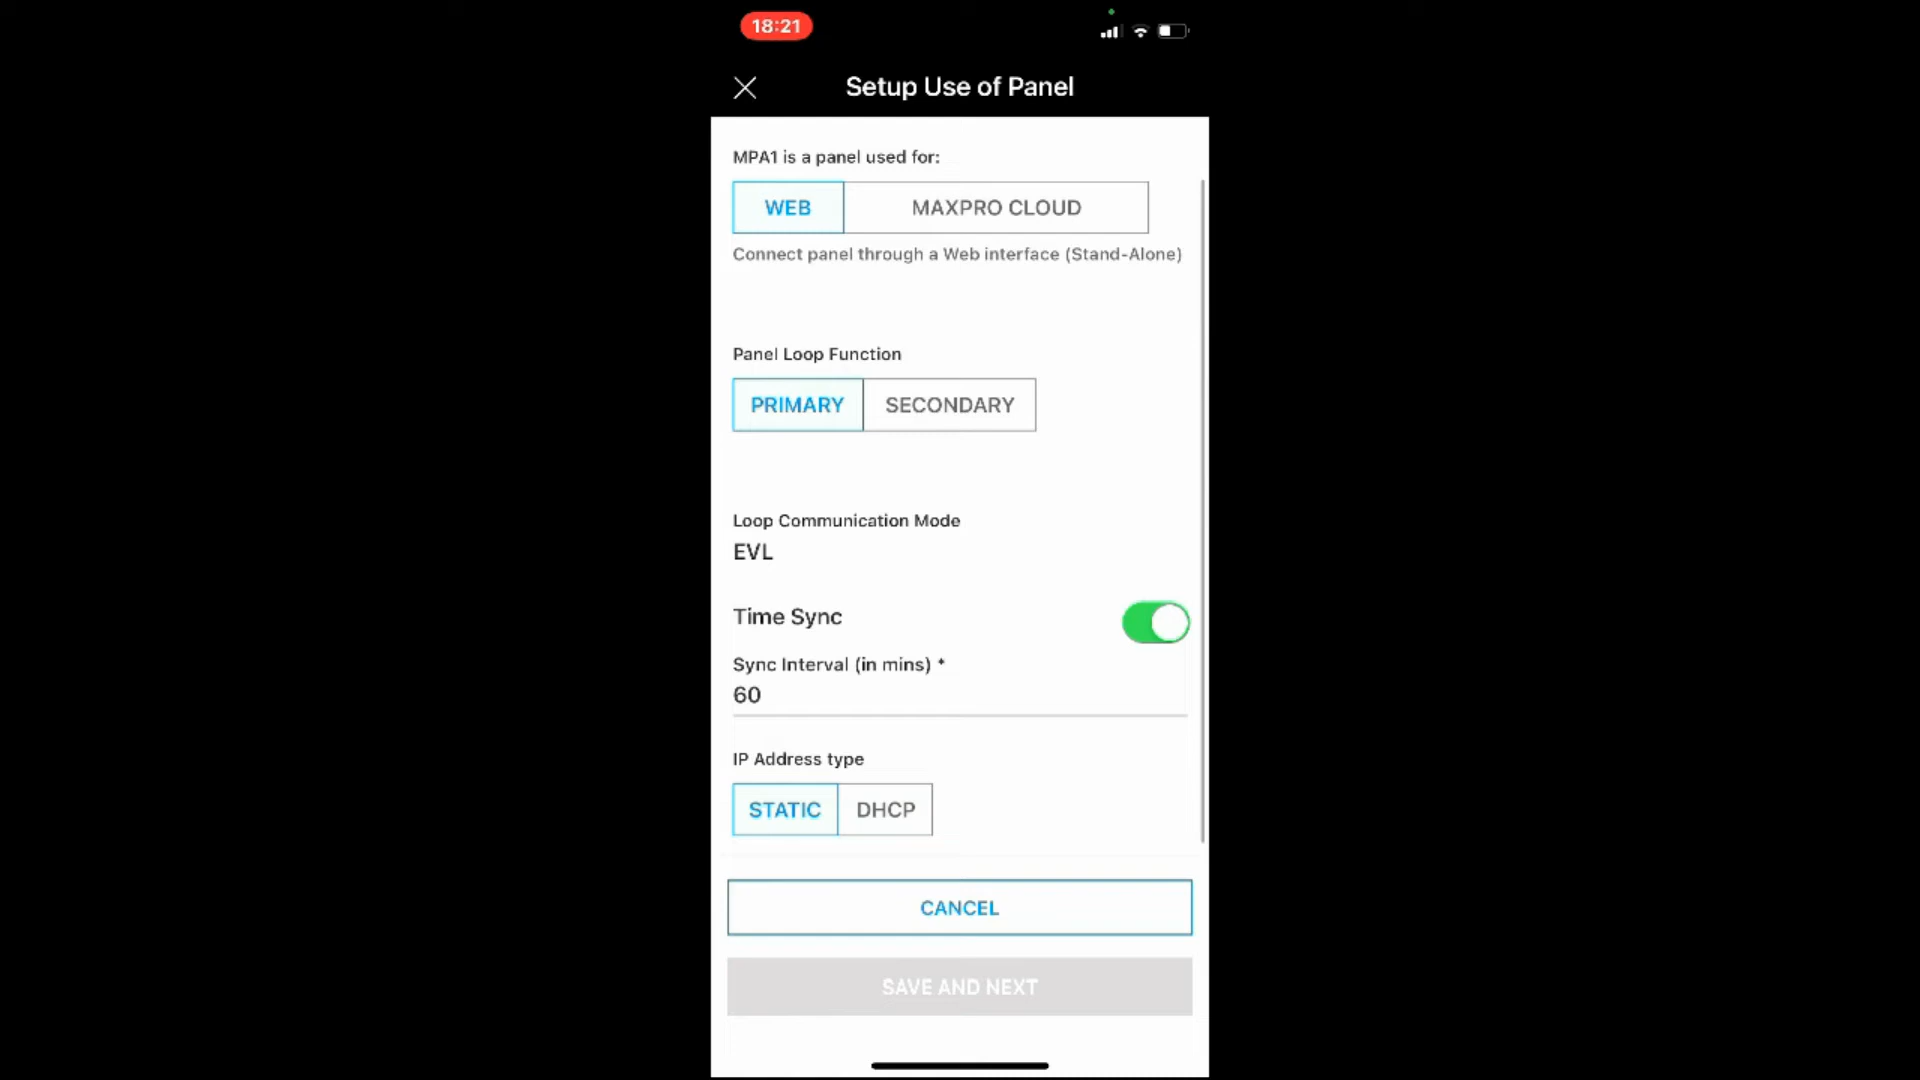 18:21
Setup Use of Panel
MPA1 is a panel used for:
WEB MAXPRO CLOUD
Connect panel through a Web interface (Stand-Alone)
Panel Loop Function
PRIMARY SECONDARY
Loop Communication Mode
EVL
Time Sync
Sync Interval (in mins) *
60
IP Address type
STATIC DHCP
CANCEL
SAVE AND NEXT